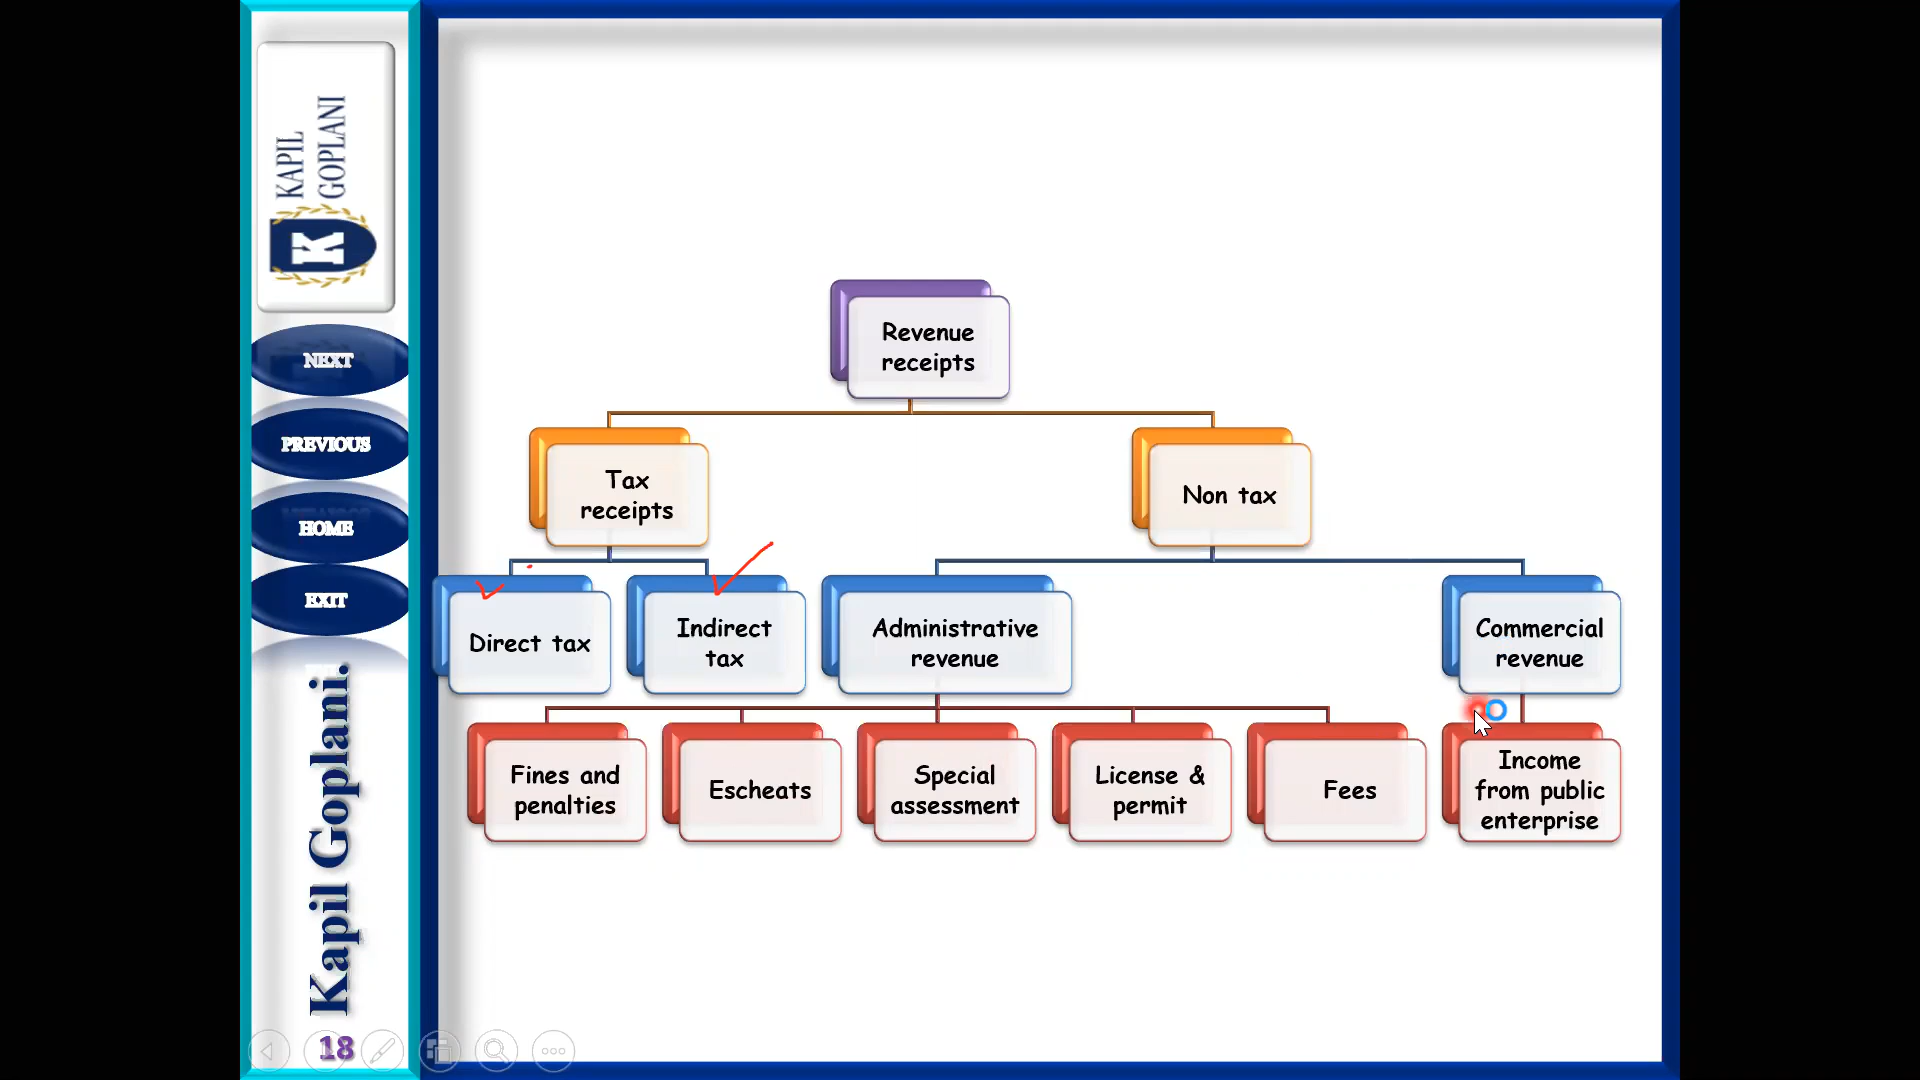 KAPIL
GOPLANI
K
NEXT
PREVIOUS
HOME
EXIT
Kapil Goplani.
18
Revenue
receipts
Tax
receipts
Non tax
Direct tax
Indirect
tax
Administrative
revenue
Commercial
revenue
Fines and
penalties
Escheats
Special
assessment
License &
permit
Fees
Income
from public
enterprise